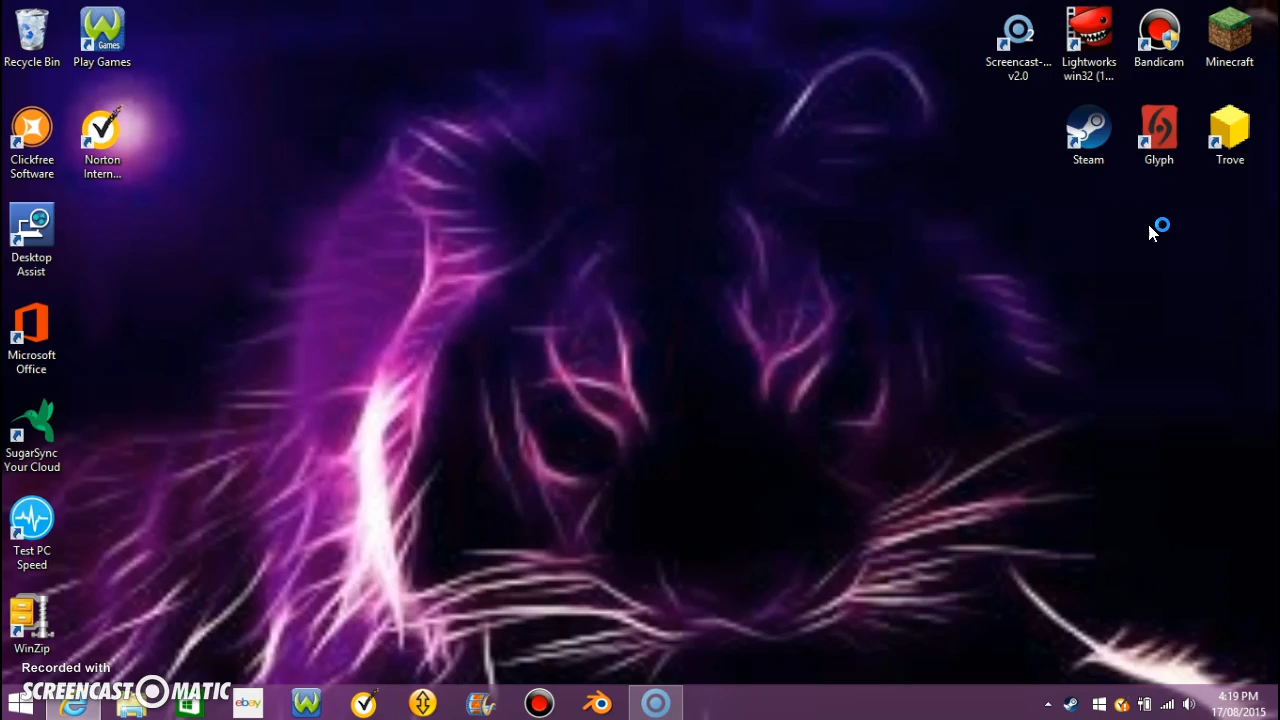 Recycle Bin
Games
Play Games
Clickfree
Software
Norton
Intern...
Desktop
Assist
Microsoft
Office
SugarSync
Your Cloud
Test PC
Speed
WinZip
2
Screencast-...
v2.0
Lightworks
win32 (1...
Bandicam
Minecraft
Steam
Glyph
Trove
Recorded with
SCREENCAST MATIC
ebay
4:19 PM
17/08/2015